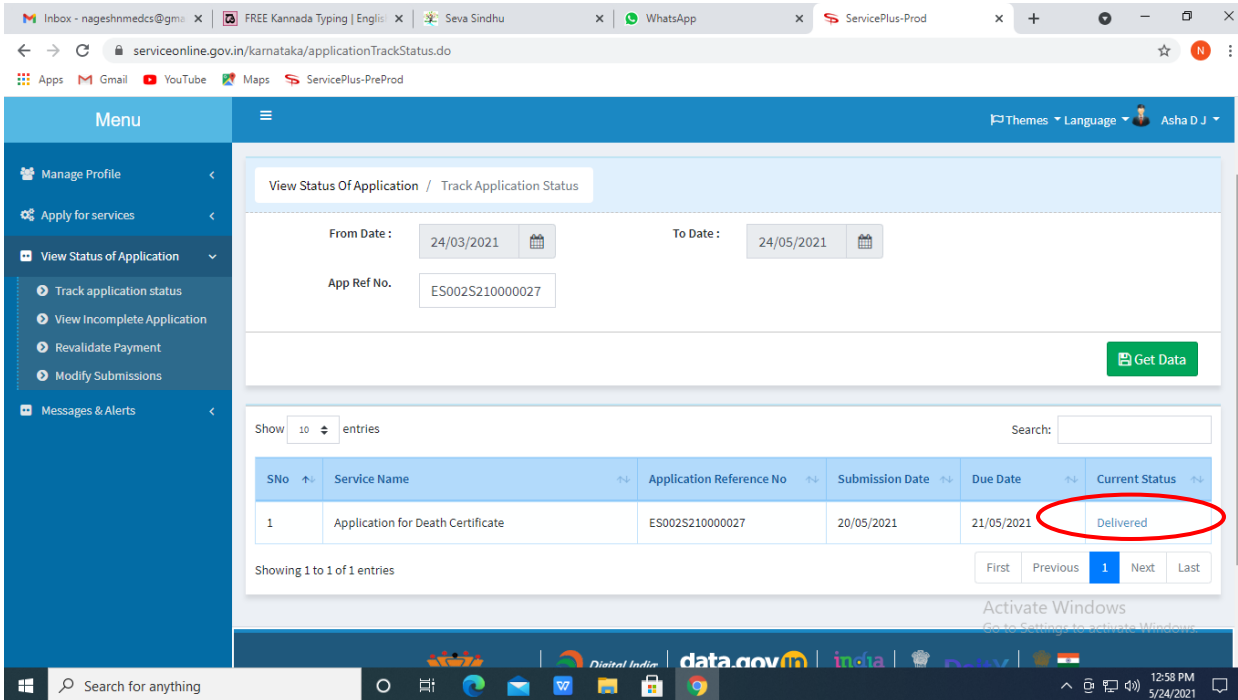 Inbox - nageshnmedcs@gma
FREE Kannada Typing | Englis
Seva Sindhu
WhatsApp
ServicePlus-Prod
N
serviceonline.gov.in/karnataka/applicationTrackStatus.do
Apps
Gmail
YouTube
Maps
ServicePlus-PreProd
Menu
Themes
Language
Asha D J
Manage Profile
Apply for services
View Status of Application
Track application status
View Incomplete Application
Revalidate Payment
Modify Submissions
Messages & Alerts
View Status Of Application / Track Application Status
From Date : 24/03/2021
To Date : 24/05/2021
App Ref No. ES002S210000027
Get Data
Show 10 entries
Search:
SNo Service Name Application Reference No Submission Date Due Date Current Status
1 Application for Death Certificate ES002S210000027 20/05/2021 21/05/2021 Delivered
Showing 1 to 1 of 1 entries
First Previous 1 Next Last
Activate Windows
Go to Settings to activate Windows.
Digital India
data.gov in
india
Search for anything
12:58 PM
5/24/2021